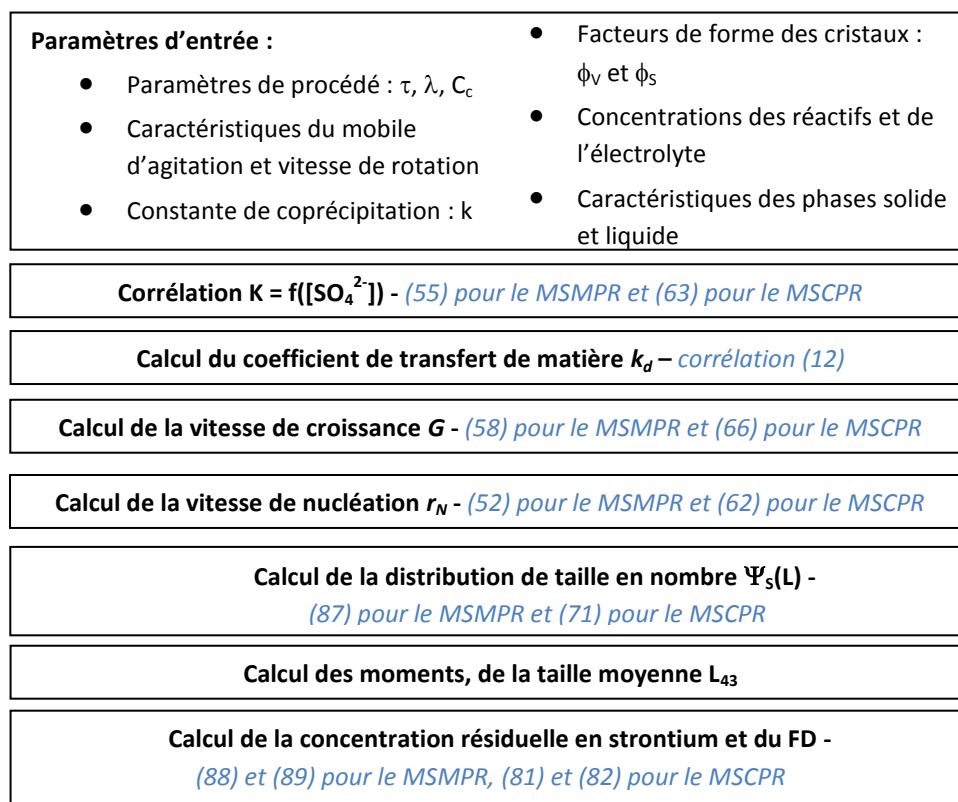 Paramètres d’entrée :
• Paramètres de procédé : τ, λ, Cc
• Caractéristiques du mobile
d’agitation et vitesse de rotation
• Constante de coprécipitation : k
• Facteurs de forme des cristaux :
ϕV et ϕS
• Concentrations des réactifs et de
l’électrolyte
• Caractéristiques des phases solide
et liquide
Corrélation K = f([SO₄²⁻]) - (55) pour le MSMPR et (63) pour le MSCPR
Calcul du coefficient de transfert de matière kd – corrélation (12)
Calcul de la vitesse de croissance G - (58) pour le MSMPR et (66) pour le MSCPR
Calcul de la vitesse de nucléation rN - (52) pour le MSMPR et (62) pour le MSCPR
Calcul de la distribution de taille en nombre ΨS(L) -
(87) pour le MSMPR et (71) pour le MSCPR
Calcul des moments, de la taille moyenne L₄₃
Calcul de la concentration résiduelle en strontium et du FD -
(88) et (89) pour le MSMPR, (81) et (82) pour le MSCPR